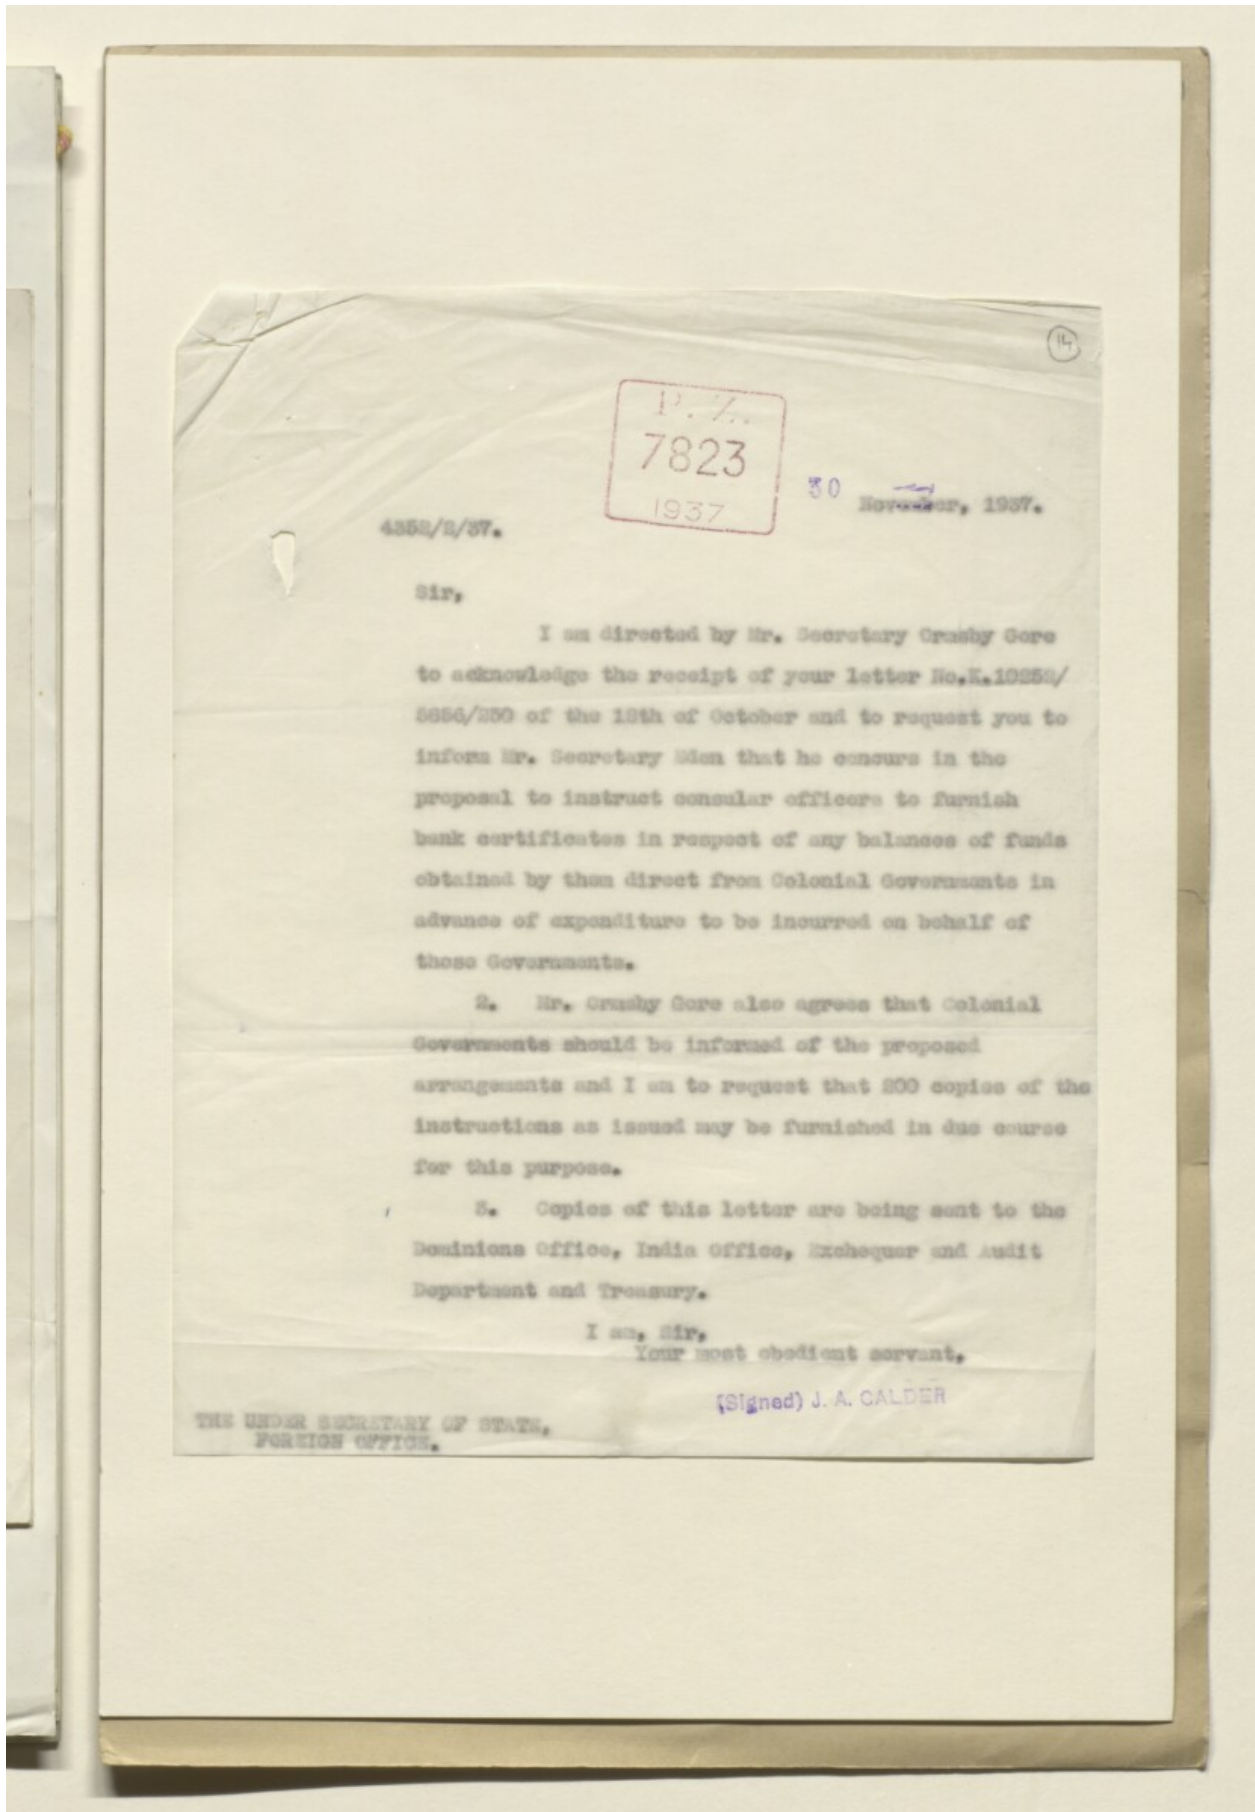 14
P.Z.
7823
1937
30 November, 1937.
4352/2/37.
Sir,
I am directed by Mr. Secretary Ormsby Gore
to acknowledge the receipt of your letter No.K.10252/
5656/250 of the 12th of October and to request you to
inform Mr. Secretary Eden that he concurs in the
proposal to instruct consular officers to furnish
bank certificates in respect of any balances of funds
obtained by them direct from Colonial Governments in
advance of expenditure to be incurred on behalf of
those Governments.
2. Mr. Ormsby Gore also agrees that Colonial
Governments should be informed of the proposed
arrangements and I am to request that 200 copies of the
instructions as issued may be furnished in due course
for this purpose.
3. Copies of this letter are being sent to the
Dominions Office, India Office, Exchequer and Audit
Department and Treasury.
I am, Sir,
Your most obedient servant,
(Signed) J. A. CALDER
THE UNDER SECRETARY OF STATE,
FOREIGN OFFICE.